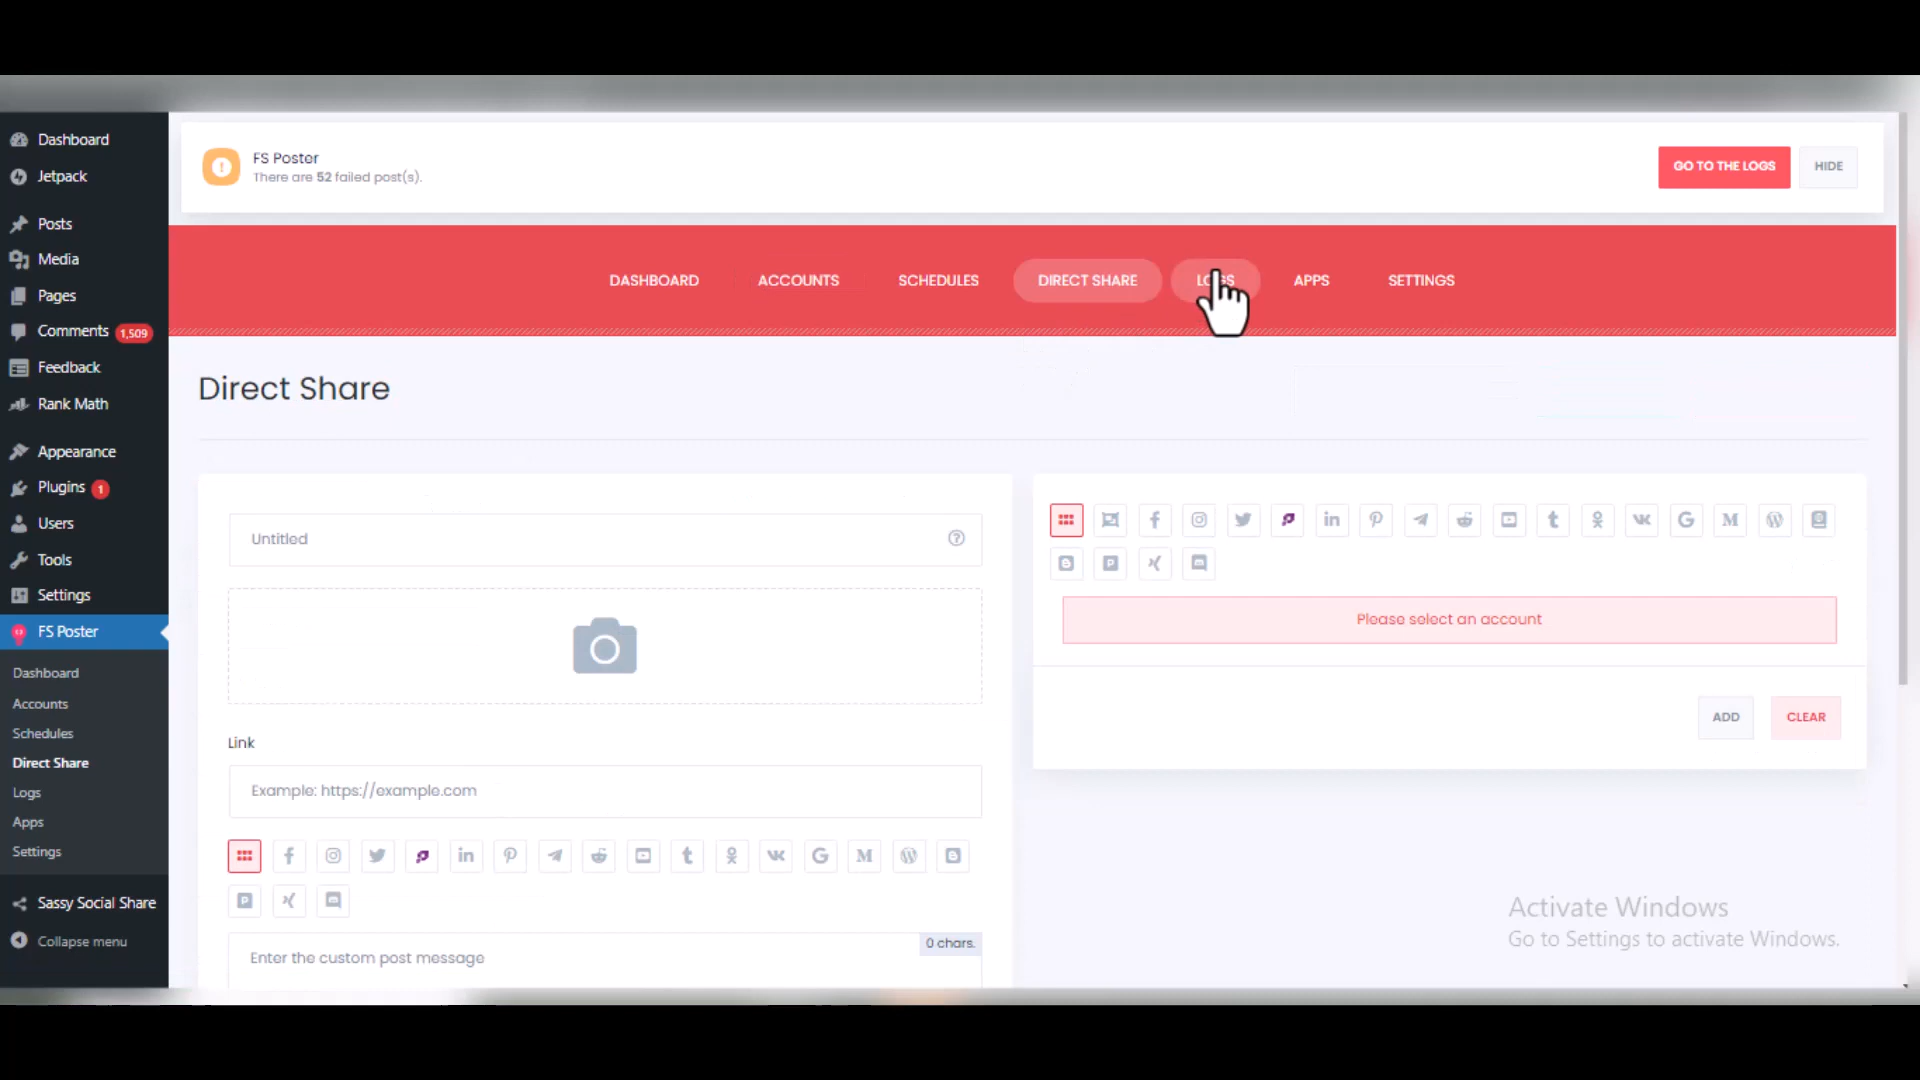 Dashboard
Jetpack
Posts
Media
Pages
Comments 1,509
Feedback
Rank Math
Appearance
Plugins 1
Users
Tools
Settings
FS Poster
Dashboard
Accounts
Schedules
Direct Share
Logs
Apps
Settings
Sassy Social Share
Collapse menu
FS Poster
There are 52 failed post(s).
GO TO THE LOGS
HIDE
DASHBOARD ACCOUNTS SCHEDULES DIRECT SHARE LOGS APPS SETTINGS
Direct Share
Untitled
Link
Example: https://example.com
0 chars.
Enter the custom post message
Please select an account
ADD
CLEAR
Activate Windows
Go to Settings to activate Windows.